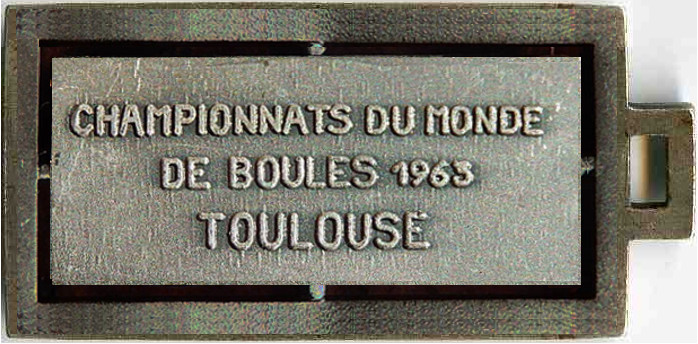 CHAMPIONNATS DU MONDE
DE BOULES 1963
TOULOUSE